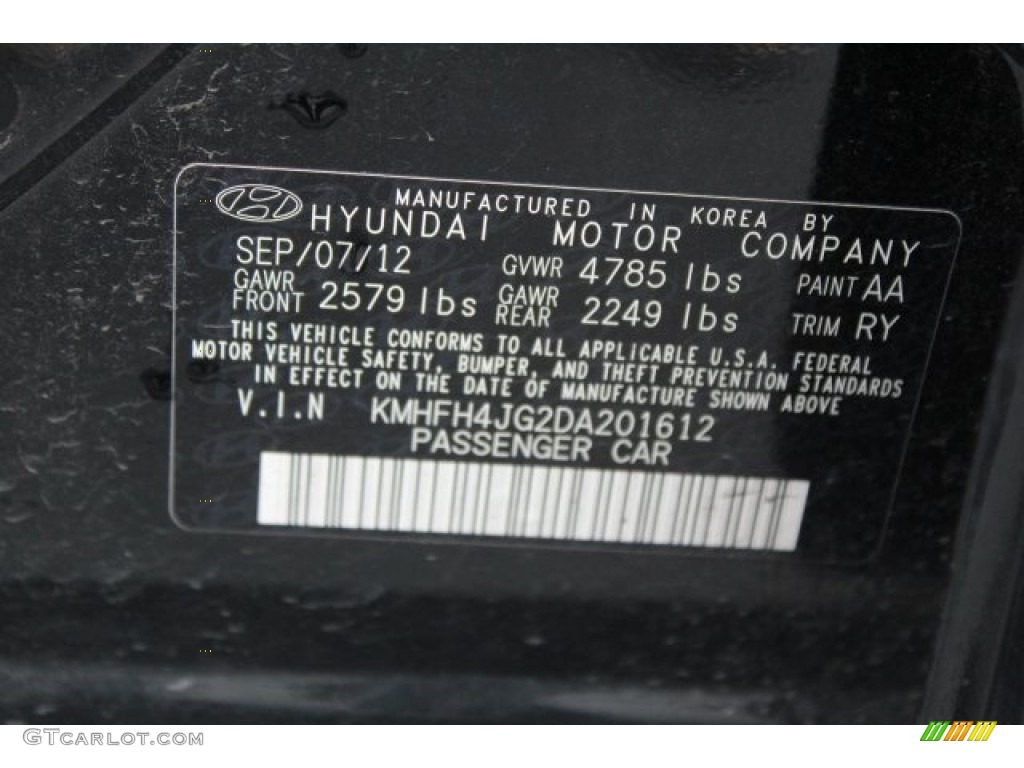 MANUFACTURED IN KOREA BY
HYUNDAI MOTOR COMPANY
SEP/07/12 GVWR 4785 lbs PAINT AA
GAWR FRONT 2579 lbs GAWR REAR 2249 lbs TRIM RY
THIS VEHICLE CONFORMS TO ALL APPLICABLE U.S.A. FEDERAL
MOTOR VEHICLE SAFETY, BUMPER, AND THEFT PREVENTION STANDARDS
IN EFFECT ON THE DATE OF MANUFACTURE SHOWN ABOVE
V.I.N KMHFH4JG2DA201612
PASSENGER CAR
GTCarlot.com